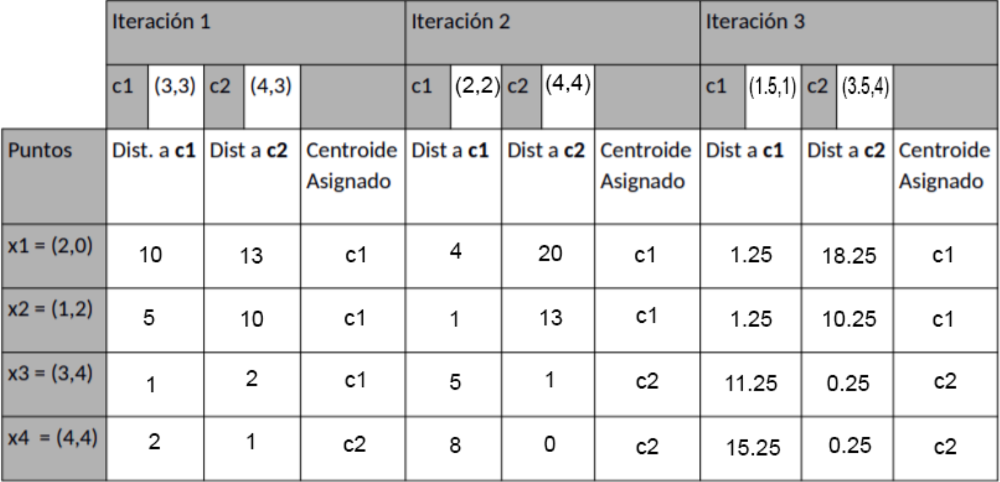 Iteración 1 Iteración 2 Iteración 3
c1 (3,3) c2 (4,3) c1 (2,2) c2 (4,4) c1 (1.5,1) c2 (3.5,4)
Puntos Dist. a c1 Dist a c2 Centroide Dist a c1 Dist a c2 Centroide Dist a c1 Dist a c2 Centroide
Asignado Asignado Asignado
x1 = (2,0) 10 13 c1 4 20 c1 1.25 18.25 c1
x2 = (1,2) 5 10 c1 1 13 c1 1.25 10.25 c1
x3 = (3,4) 1 2 c1 5 1 c2 11.25 0.25 c2
x4 = (4,4) 2 1 c2 8 0 c2 15.25 0.25 c2